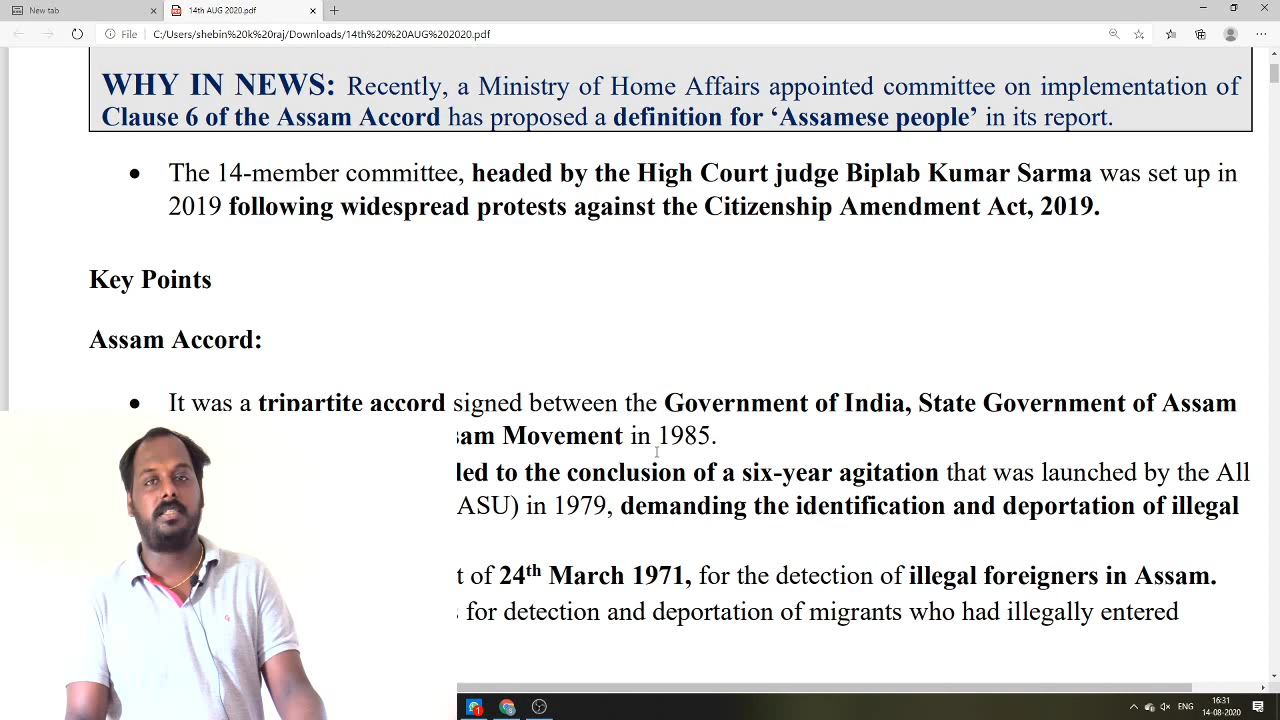 New tab
14th AUG 2020.pdf
File
C:/Users/shebin%20k%20raj/Downloads/14th%20%20AUG%202020.pdf
WHY IN NEWS: Recently, a Ministry of Home Affairs appointed committee on implementation of
Clause 6 of the Assam Accord has proposed a definition for ‘Assamese people’ in its report.
• The 14-member committee, headed by the High Court judge Biplab Kumar Sarma was set up in
2019 following widespread protests against the Citizenship Amendment Act, 2019.
Key Points
Assam Accord:
• It was a tripartite accord signed between the Government of India, State Government of Assam
sam Movement in 1985.
led to the conclusion of a six-year agitation that was launched by the All
ASU) in 1979, demanding the identification and deportation of illegal
t of 24th March 1971, for the detection of illegal foreigners in Assam.
for detection and deportation of migrants who had illegally entered
ENG
16:31
14-08-2020